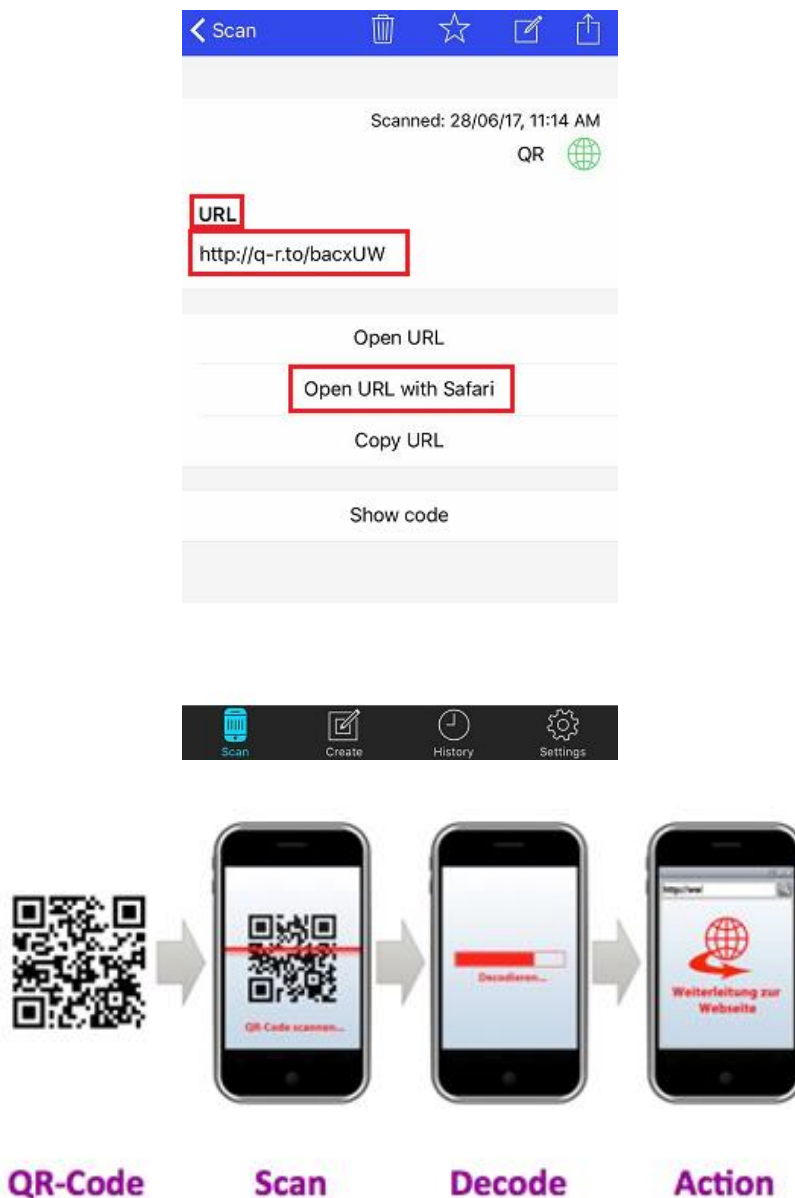 Scan
Scanned: 28/06/17, 11:14 AM
QR
URL
http://q-r.to/bacxUW
Open URL
Open URL with Safari
Copy URL
Show code
Scan Create History Settings
http://ww/
QR-Code scannen...
Decodieren...
Weiterleitung zur
Webseite
QR-Code Scan Decode Action